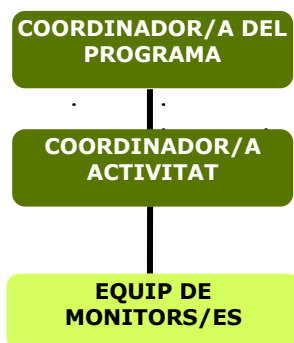 COORDINADOR/A DEL
PROGRAMA
COORDINADOR/A
ACTIVITAT
EQUIP DE
MONITORS/ES